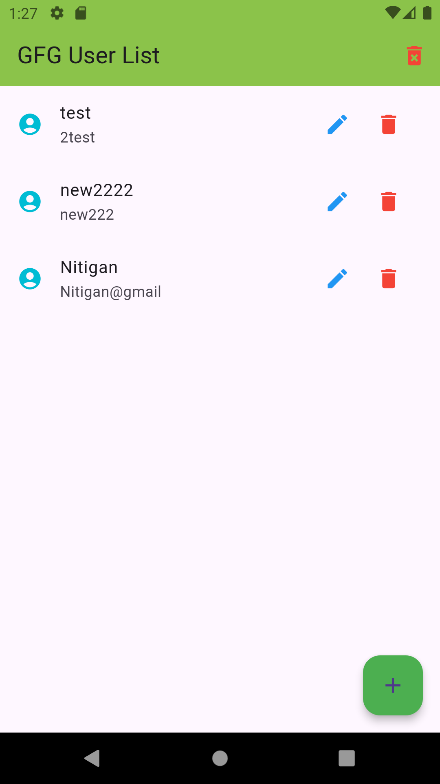 1:27
GFG User List
test
2test
new2222
new222
Nitigan
Nitigan@gmail